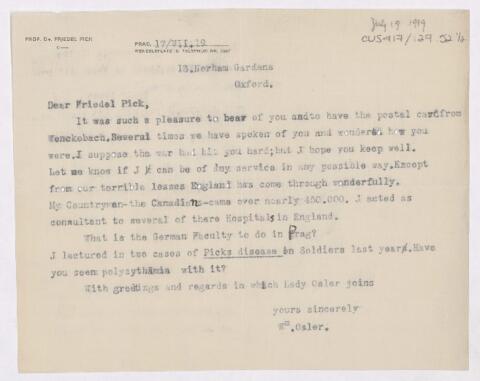 July 19 1919
CUS417/129.52½
PROF. Dr. FRIEDEL PICK
PRAG, 17/VII.19
13.Norham Gardens
Oxford.
Dear Friedel Pick,
It was such a pleasure to hear of you andto have the postal cardfrom
Wenckebach.Several times we have spoken of you and wondered how you
were.J suppose the war had hit you hard;but J hope you keep well.
Let me know if J can be of Jny service in any possible way.Except
from our terrible losses England has come through wonderfully.
My Countryman-the Canadians-came over nearly 450.000. J acted as
consultant to several of there Hospitals in England.
What is the German Faculty to do in Prag?
J lectured in two cases of Picks disease in Soldiers last year.Have
you seen polycythämia with it?
With greetings and regards in which Lady Osler joins
yours sincerely
Wm.Osler.